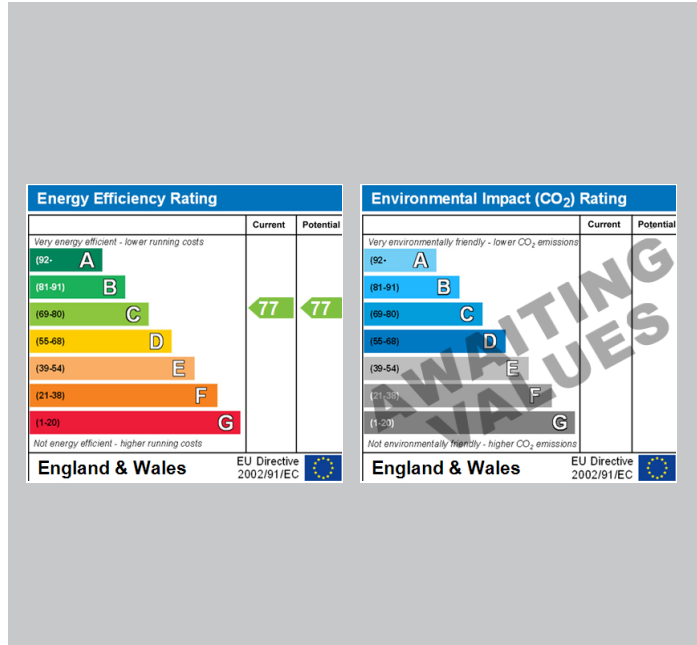 Energy Efficiency Rating
Current Potential
Very energy efficient - lower running costs
(92- A
(81-91) B
(69-80) C 77 77
(55-68) D
(39-54) E
(21-38) F
(1-20) G
Not energy efficient - higher running costs
England & Wales
EU Directive
2002/91/EC
Environmental Impact (CO2) Rating
Current Potential
Very environmentally friendly - lower CO2 emissions
(92- A
(81-91) B
(69-80) C
(55-68) D
(39-54) E
(21-38) F
(1-20) G
AWAITING
VALUES
Not environmentally friendly - higher CO2 emissions
England & Wales
EU Directive
2002/91/EC